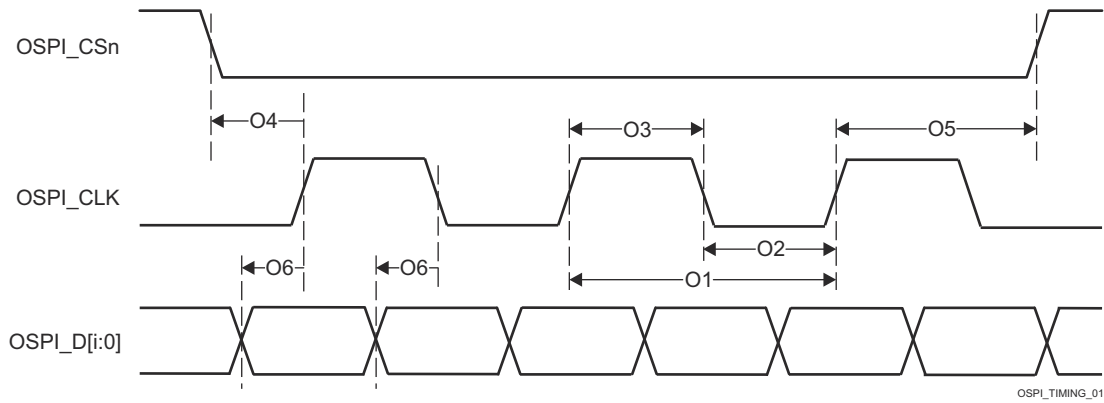 OSPI_CSn
O4
O3
O5
OSPI_CLK
O2
O6
O6
O1
OSPI_D[i:0]
OSPI_TIMING_01